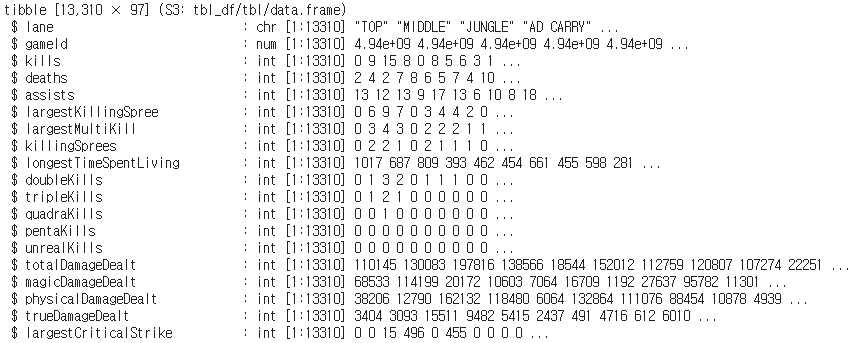 tibble [13,310 × 97] (S3: tbl_df/tbl/data.frame)
$ lane : chr [1:13310] "TOP" "MIDDLE" "JUNGLE" "AD CARRY" ...
$ gameId : num [1:13310] 4.94e+09 4.94e+09 4.94e+09 4.94e+09 4.94e+09 ...
$ kills : int [1:13310] 0 9 15 8 0 8 5 6 3 1 ...
$ deaths : int [1:13310] 2 4 2 7 8 6 5 7 4 10 ...
$ assists : int [1:13310] 13 12 13 9 17 13 6 10 8 18 ...
$ largestKillingSpree : int [1:13310] 0 6 9 7 0 3 4 4 2 0 ...
$ largestMultiKill : int [1:13310] 0 3 4 3 0 2 2 2 1 1 ...
$ killingSprees : int [1:13310] 0 2 2 1 0 2 1 1 1 0 ...
$ longestTimeSpentLiving : int [1:13310] 1017 687 809 393 462 454 661 455 598 281 ...
$ doubleKills : int [1:13310] 0 1 3 2 0 1 1 1 0 0 ...
$ tripleKills : int [1:13310] 0 1 2 1 0 0 0 0 0 0 ...
$ quadraKills : int [1:13310] 0 0 1 0 0 0 0 0 0 0 ...
$ pentaKills : int [1:13310] 0 0 0 0 0 0 0 0 0 0 ...
$ unrealKills : int [1:13310] 0 0 0 0 0 0 0 0 0 0 ...
$ totalDamageDealt : int [1:13310] 110145 130083 197816 138566 18544 152012 112759 120807 107274 22251 ...
$ magicDamageDealt : int [1:13310] 68533 114199 20172 10603 7064 16709 1192 27637 95782 11301 ...
$ physicalDamageDealt : int [1:13310] 38206 12790 162132 118480 6064 132864 111076 88454 10878 4939 ...
$ trueDamageDealt : int [1:13310] 3404 3093 15511 9482 5415 2437 491 4716 612 6010 ...
$ largestCriticalStrike : int [1:13310] 0 0 15 496 0 455 0 0 0 0 ...